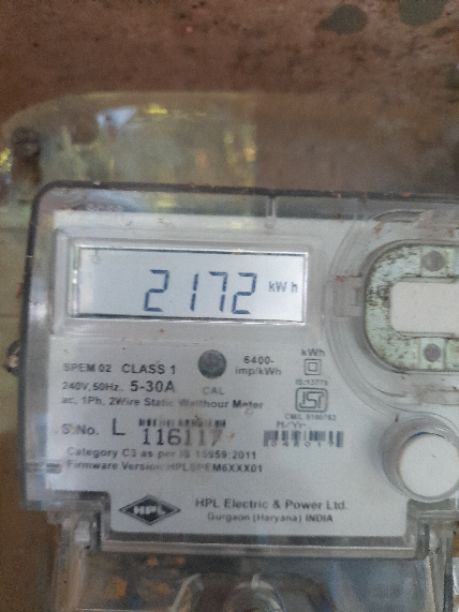 2172 kWh
SPEM 02 CLASS 1
6400-
imp/kWh
kWh
240V, 50Hz. 5-30A
CAL
ac, 1Ph, 2Wire Static Watthour Meter
S.No. L 116117
M/Yr
Category C3 as per IS 15959:2011
Firmware Version:HPLSPEM6XXX01
HPL
HPL Electric & Power Ltd.
Gurgaon (Haryana) INDIA